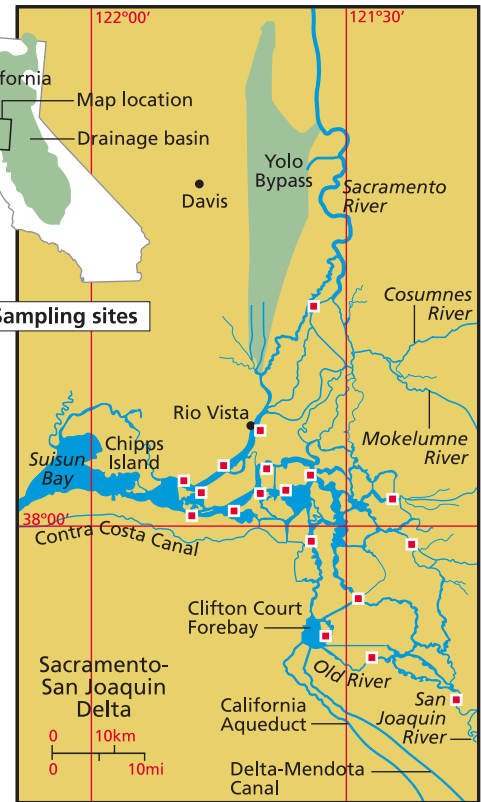 122°00′
121°30′
ifornia
Map location
Drainage basin
Yolo
Bypass
Davis
Sacramento
River
Sampling sites
Cosumnes
River
Rio Vista
Mokelumne
River
Chipps
Island
Suisun
Bay
38°00′
Contra Costa Canal
Clifton Court
Forebay
Old River
Sacramento-
San Joaquin
Delta
California
Aqueduct
San
Joaquin
River
0 10km
0 10mi
Delta-Mendota
Canal